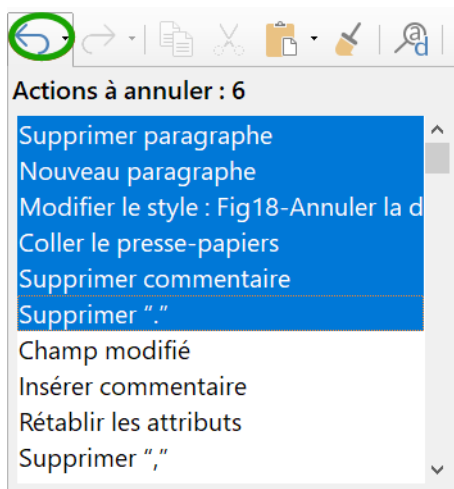 Actions à annuler : 6
Supprimer paragraphe
Nouveau paragraphe
Modifier le style : Fig18-Annuler la d
Coller le presse-papiers
Supprimer commentaire
Supprimer “.”
Champ modifié
Insérer commentaire
Rétablir les attributs
Supprimer “,”